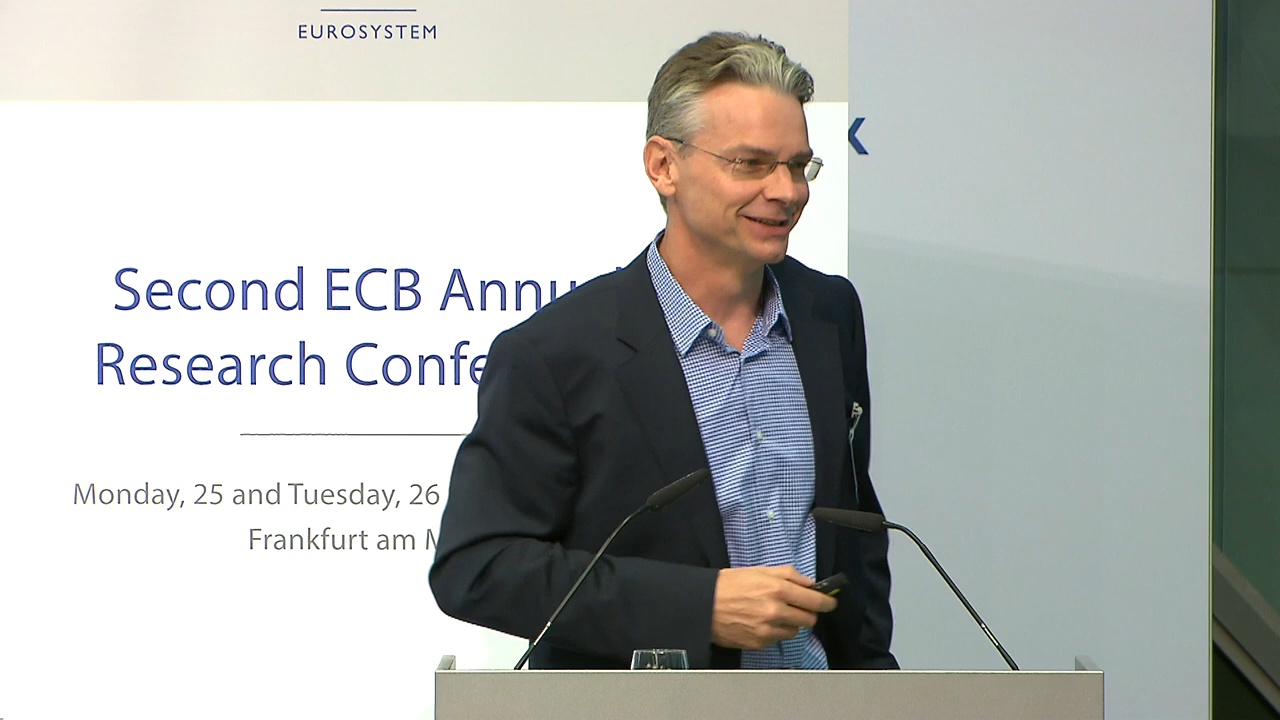 EUROSYSTEM
Second ECB Annu
Research Confe
Monday, 25 and Tuesday, 26
Frankfurt am M